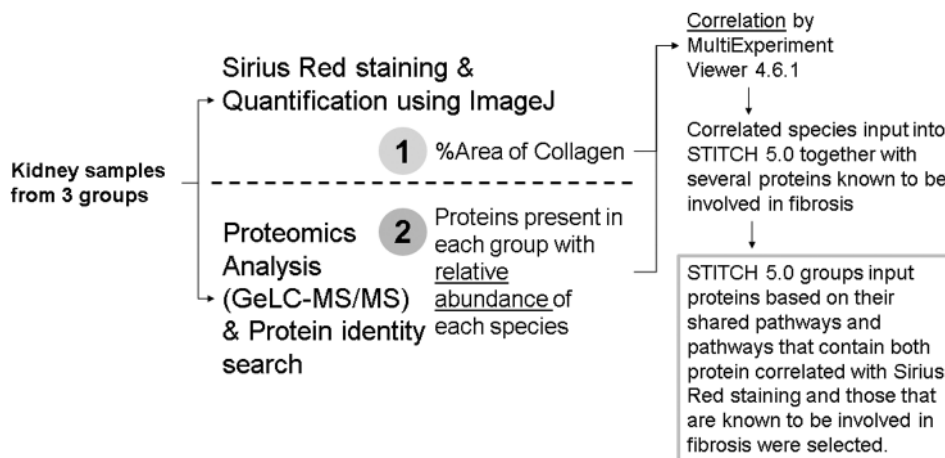 Kidney samples
from 3 groups
Sirius Red staining &
Quantification using ImageJ
1
%Area of Collagen
Proteomics
Analysis
(GeLC-MS/MS)
& Protein identity
search
2
Proteins present in
each group with
relative
abundance of
each species
Correlation by
MultiExperiment
Viewer 4.6.1
Correlated species input into
STITCH 5.0 together with
several proteins known to be
involved in fibrosis
STITCH 5.0 groups input
proteins based on their
shared pathways and
pathways that contain both
protein correlated with Sirius
Red staining and those that
are known to be involved in
fibrosis were selected.